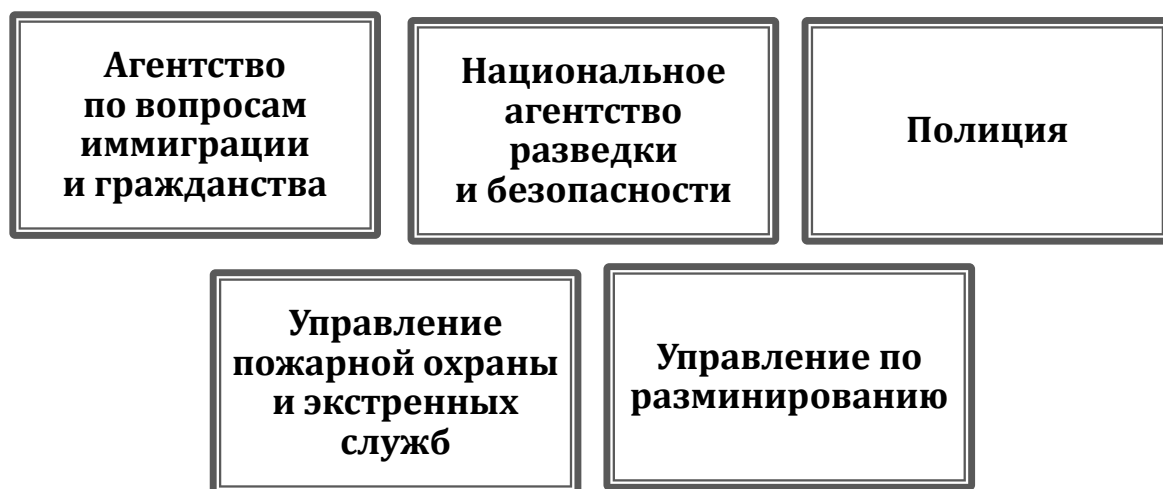 Агентство
по вопросам
иммиграции
и гражданства
Национальное
агентство
разведки
и безопасности
Полиция
Управление
пожарной охраны
и экстренных
служб
Управление по
разминированию